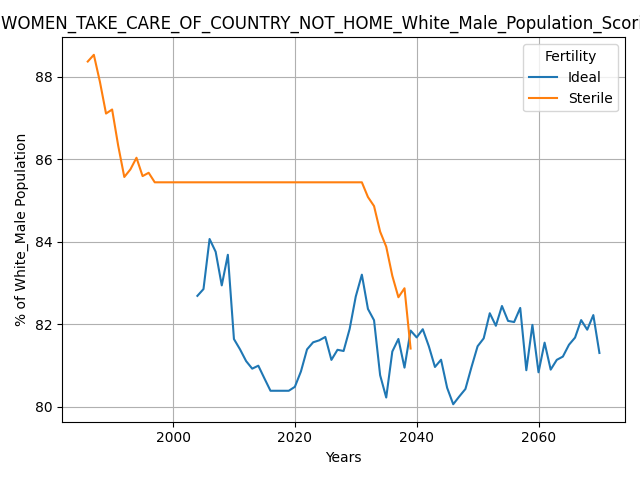 WOMEN_TAKE_CARE_OF_COUNTRY_NOT_HOME_White_Male_Population_Scor
Fertility
Ideal
Sterile
% of White_Male Population
88
86
84
82
80
2000 2020 2040 2060
Years